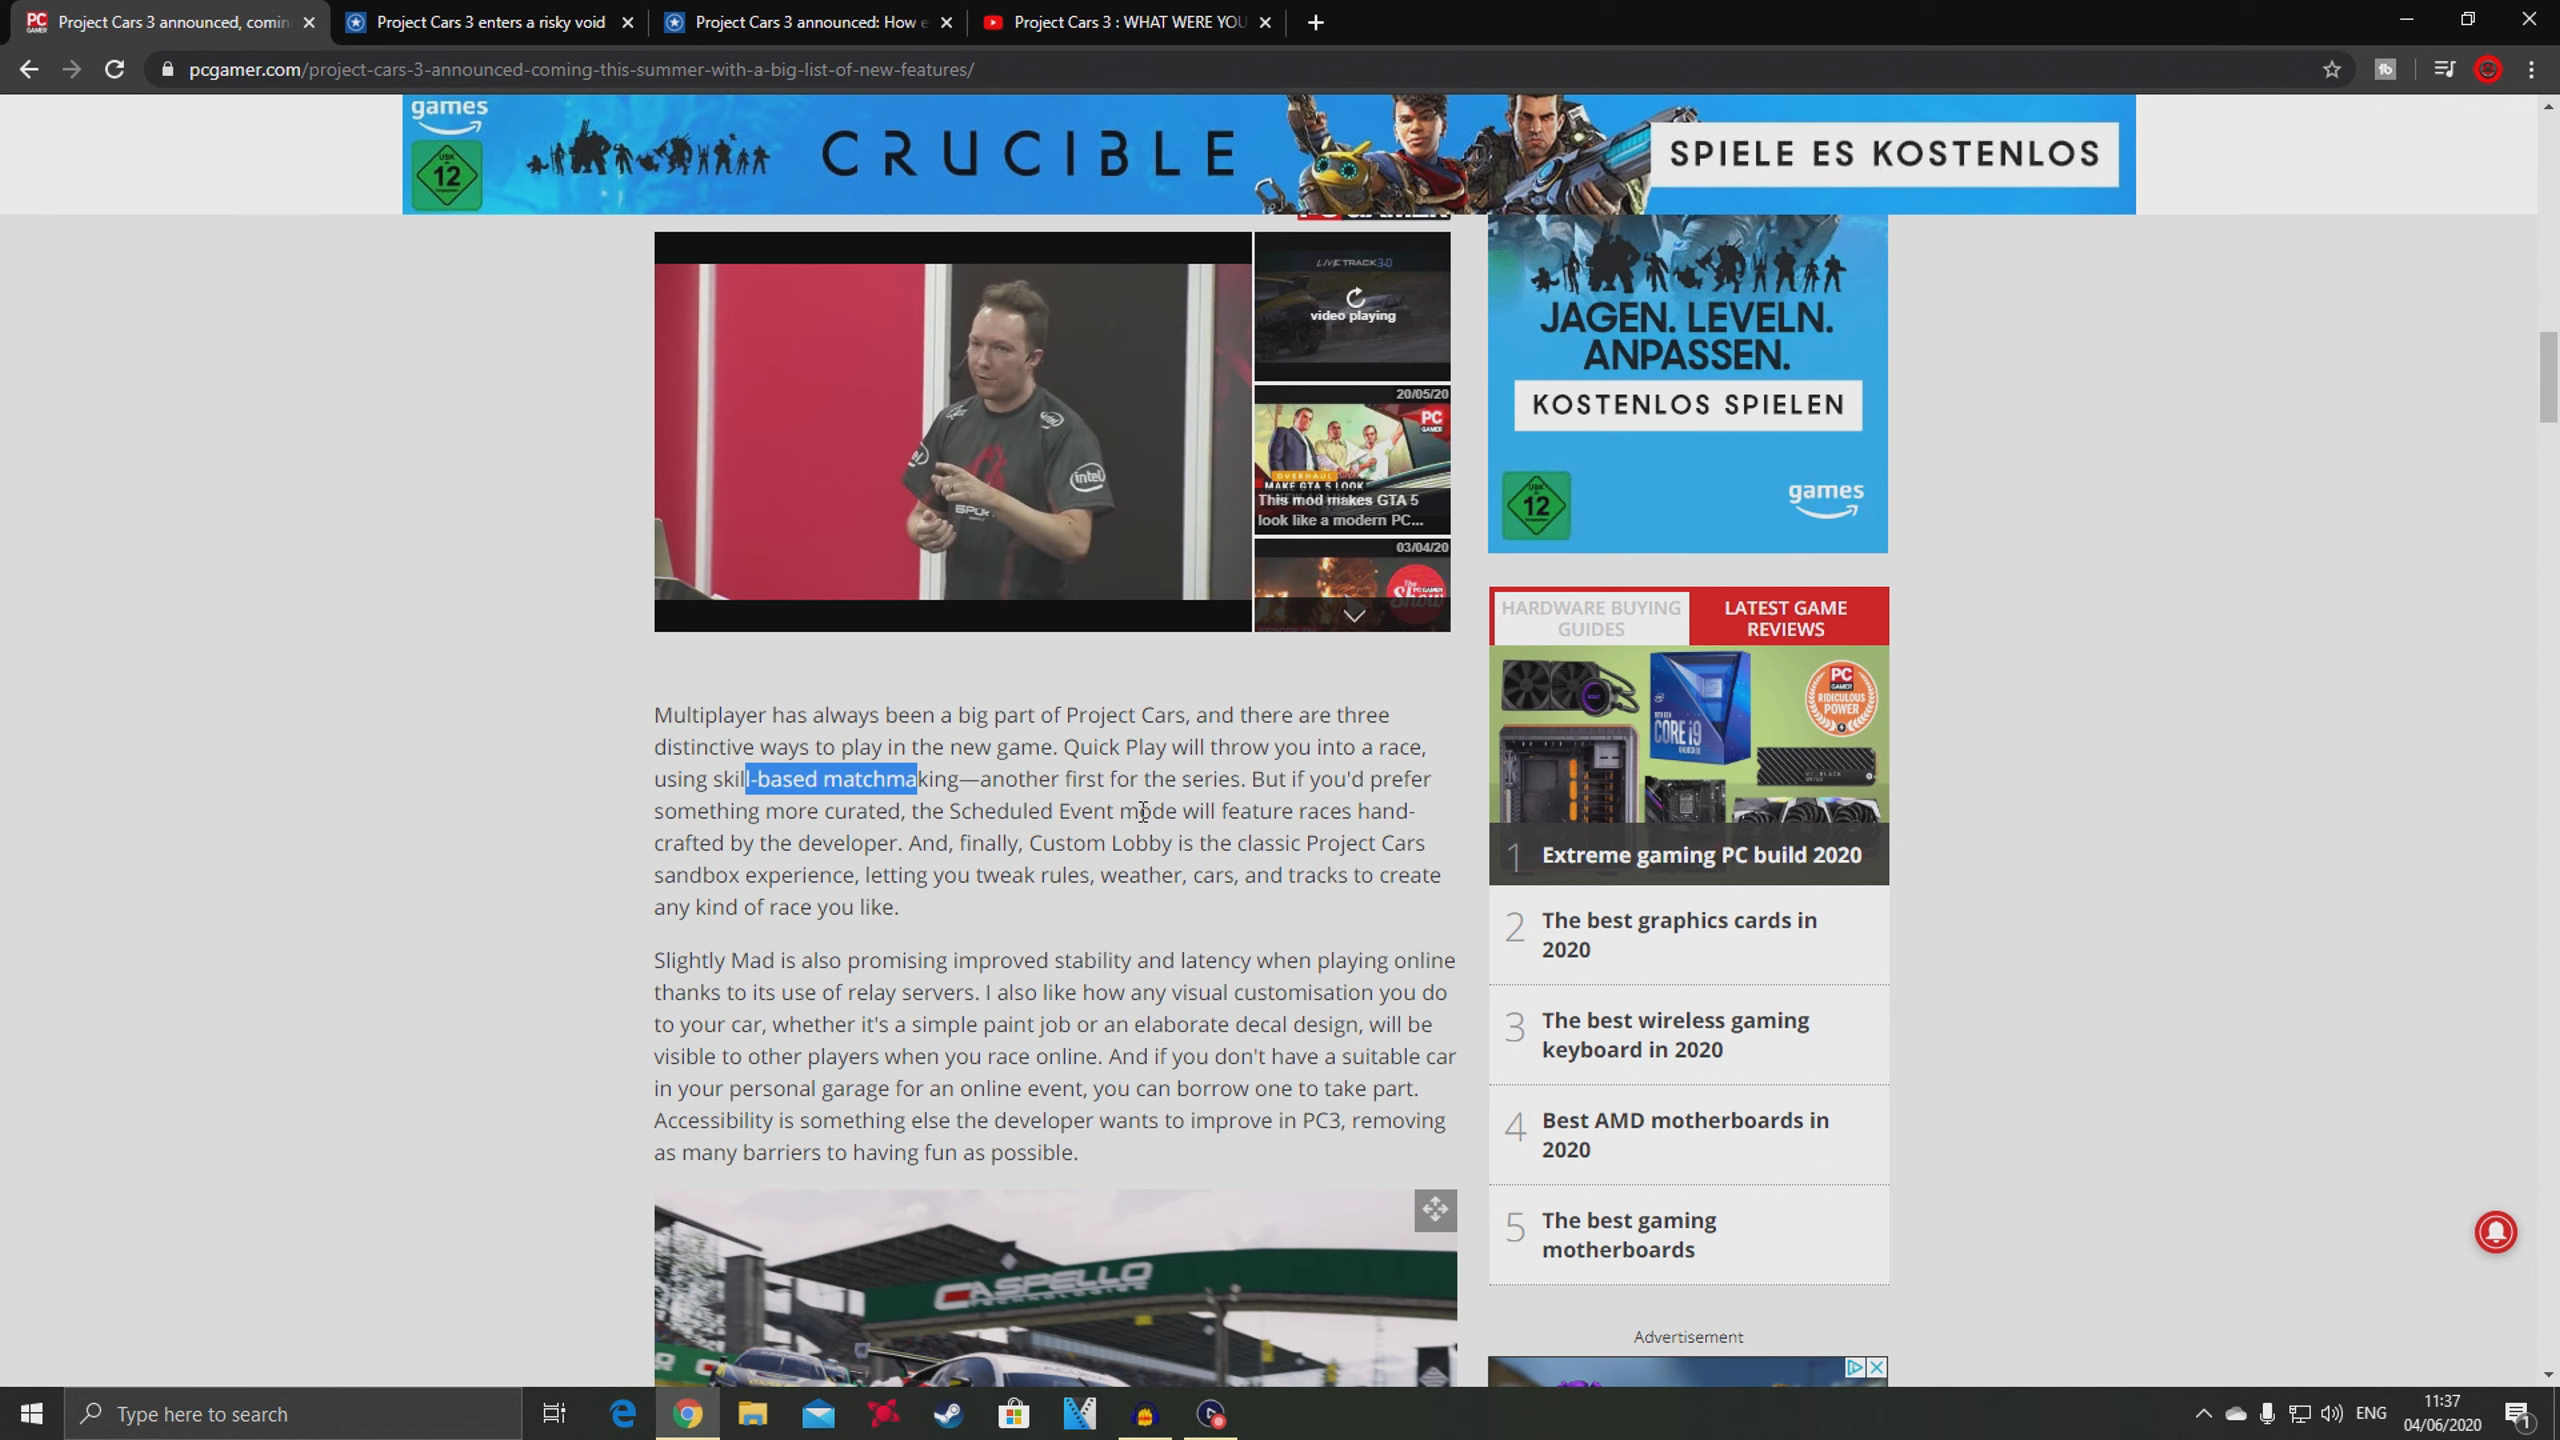 Project Cars 3 announced, comin
Project Cars 3 enters a risky void
Project Cars 3 announced: How e
Project Cars 3 : WHAT WERE YOU
pcgamer.com/project-cars-3-announced-coming-this-summer-with-a-big-list-of-new-features/
games
USK
12
CRUCIBLE
SPIELE ES KOSTENLOS
LIVETRACK3.0
video playing
20/05/20
PC
GAMER
OVERHAUL
MAKE GTA 5 LOOK
This mod makes GTA 5
look like a modern PC...
03/04/20
The
PC GAMER
Show
intel
JAGEN. LEVELN.
ANPASSEN.
KOSTENLOS SPIELEN
USK
12
games
HARDWARE BUYING
GUIDES
LATEST GAME
REVIEWS
PC
GAMER
RIDICULOUS
POWER
CORE i9
1 Extreme gaming PC build 2020
2 The best graphics cards in
2020
3 The best wireless gaming
keyboard in 2020
4 Best AMD motherboards in
2020
5 The best gaming
motherboards
Advertisement
Multiplayer has always been a big part of Project Cars, and there are three
distinctive ways to play in the new game. Quick Play will throw you into a race,
using skill-based matchmaking—another first for the series. But if you'd prefer
something more curated, the Scheduled Event mode will feature races hand-
crafted by the developer. And, finally, Custom Lobby is the classic Project Cars
sandbox experience, letting you tweak rules, weather, cars, and tracks to create
any kind of race you like.
Slightly Mad is also promising improved stability and latency when playing online
thanks to its use of relay servers. I also like how any visual customisation you do
to your car, whether it's a simple paint job or an elaborate decal design, will be
visible to other players when you race online. And if you don't have a suitable car
in your personal garage for an online event, you can borrow one to take part.
Accessibility is something else the developer wants to improve in PC3, removing
as many barriers to having fun as possible.
CASPELLO
TECHNOLOGIES
Type here to search
ENG
11:37
04/06/2020
1